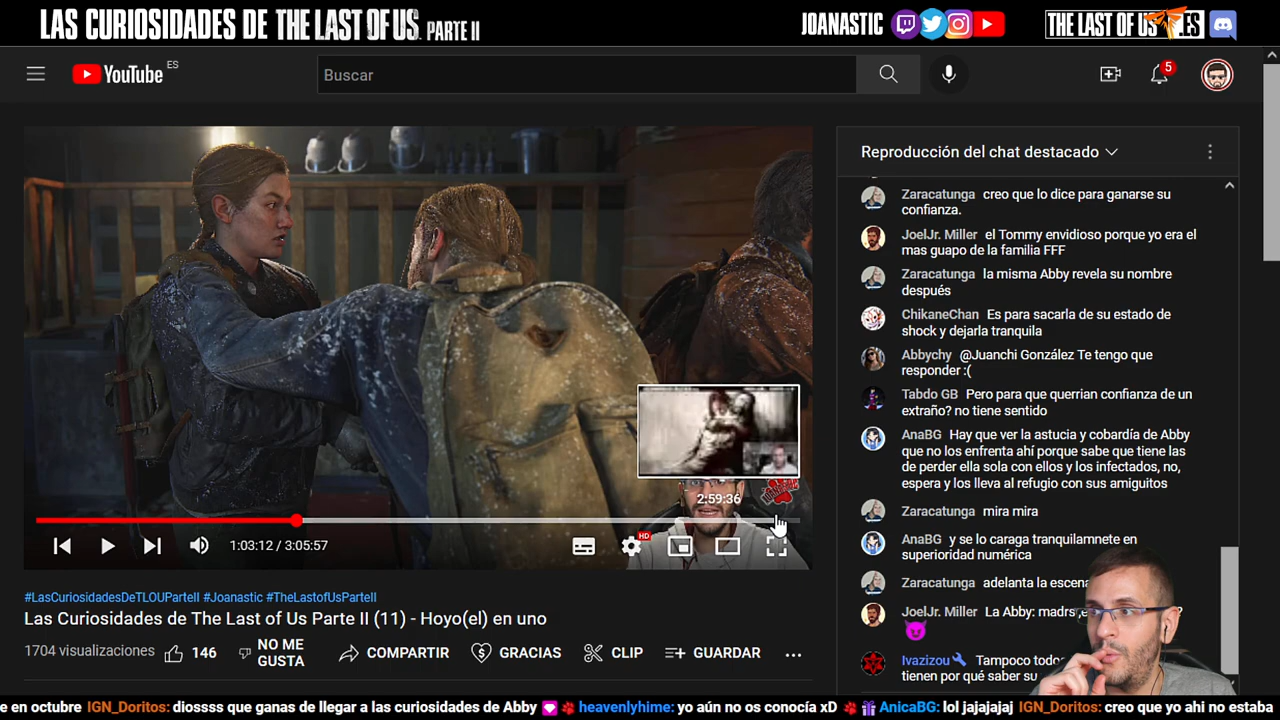 LAS CURIOSIDADES DE THE LAST OF US PARTE II
JOANASTIC
THE LAST OF US .ES
YouTube ES
Buscar
5
Reproducción del chat destacado
Zaracatunga creo que lo dice para ganarse su
confianza.
JoelJr. Miller el Tommy envidioso porque yo era el
mas guapo de la familia FFF
Zaracatunga la misma Abby revela su nombre
después
ChikaneChan Es para sacarla de su estado de
shock y dejarla tranquila
Abbychy @Juanchi González Te tengo que
responder :(
Tabdo GB Pero para que querrian confianza de un
extraño? no tiene sentido
AnaBG Hay que ver la astucia y cobardía de Abby
que no los enfrenta ahí porque sabe que tiene las
de perder ella sola con ellos y los infectados, no,
espera y los lleva al refugio con sus amiguitos
Zaracatunga mira mira
AnaBG y se lo caraga tranquilamnete en
superioridad numérica
Zaracatunga adelanta la escena
JoelJr. Miller La Abby: madre ?
Ivazizou Tampoco todo
tienen por qué saber su
2:59:36
1:03:12 / 3:05:57
HD
#LasCuriosidadesDeTLOUParteII #Joanastic #TheLastofUsParteII
Las Curiosidades de The Last of Us Parte II (11) - Hoyo(el) en uno
1704 visualizaciones
146
NO ME
GUSTA
COMPARTIR
GRACIAS
CLIP
GUARDAR
e en octubre IGN_Doritos: diossss que ganas de llegar a las curiosidades de Abby heavenlyhime: yo aún no os conocía xD AnicaBG: lol jajajajaj IGN_Doritos: creo que yo ahi no estaba